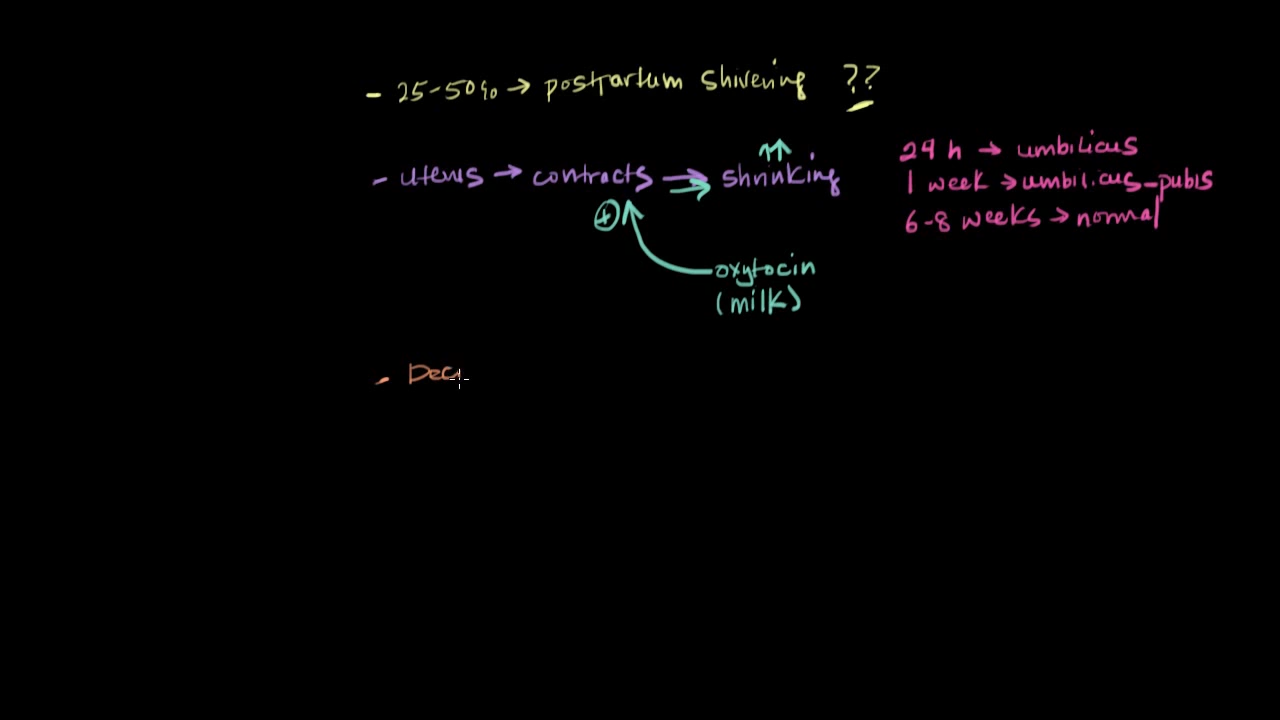 - 25-50% → postpartum shivering ??
- uterus → contracts → shrinking ↑↑
24 h → umbilicus
1 week → umbilicus-pubis
6-8 weeks → normal
+
oxytocin
(milk)
- Dec